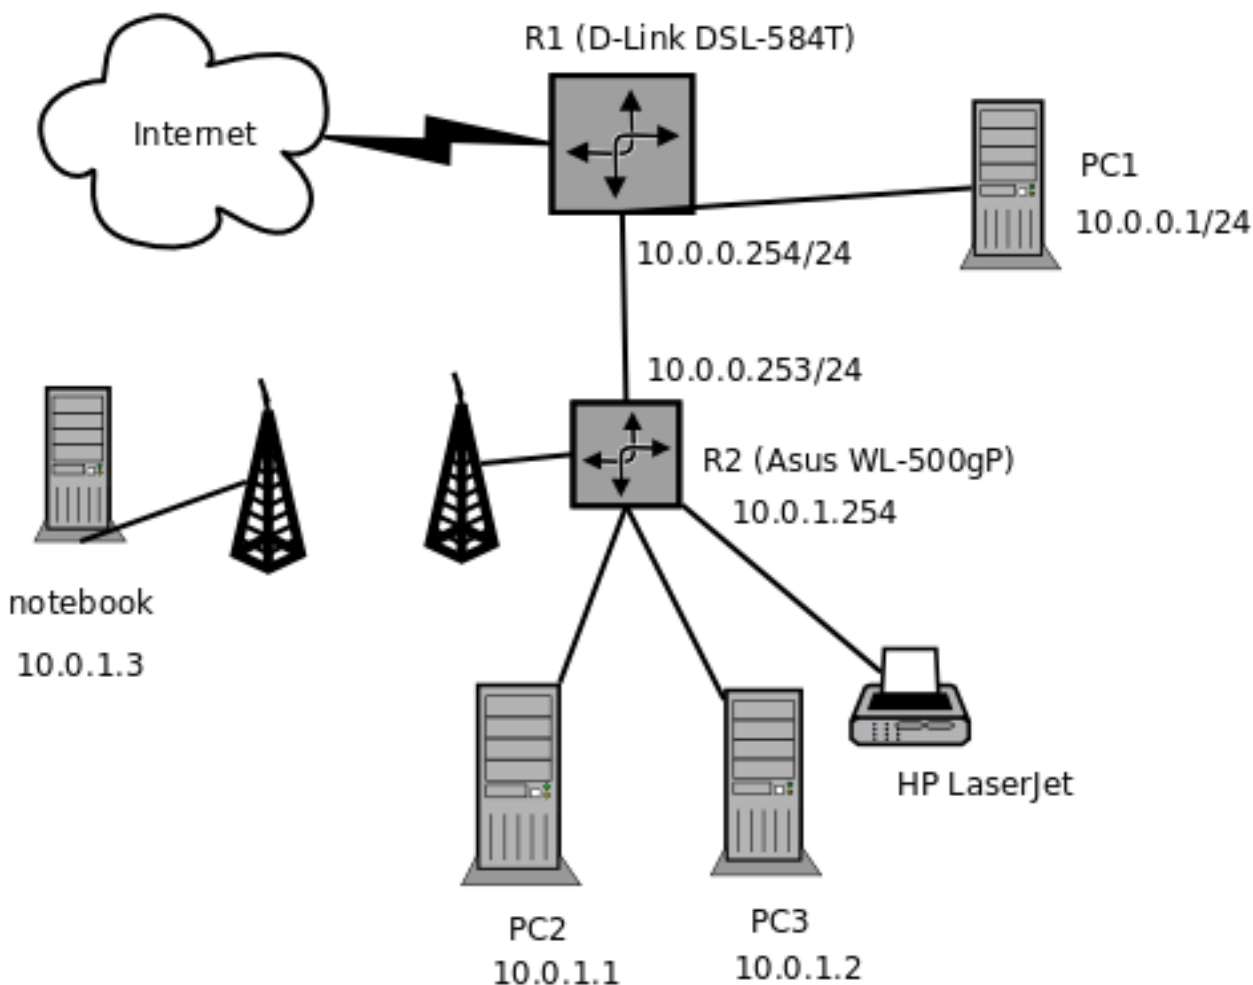 R1 (D-Link DSL-584T)
Internet
PC1
10.0.0.1/24
10.0.0.254/24
10.0.0.253/24
R2 (Asus WL-500gP)
10.0.1.254
notebook
10.0.1.3
HP LaserJet
PC2
10.0.1.1
PC3
10.0.1.2